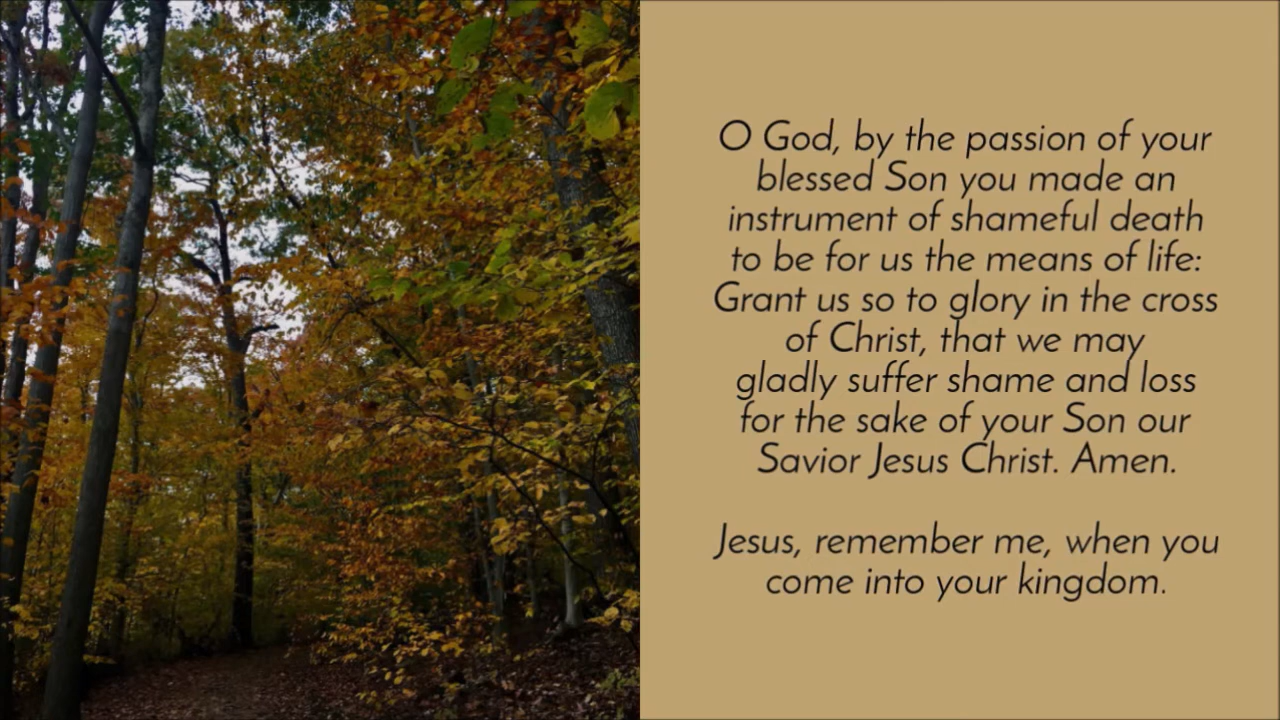 O God, by the passion of your
blessed Son you made an
instrument of shameful death
to be for us the means of life:
Grant us so to glory in the cross
of Christ, that we may
gladly suffer shame and loss
for the sake of your Son our
Savior Jesus Christ. Amen.
Jesus, remember me, when you
come into your kingdom.